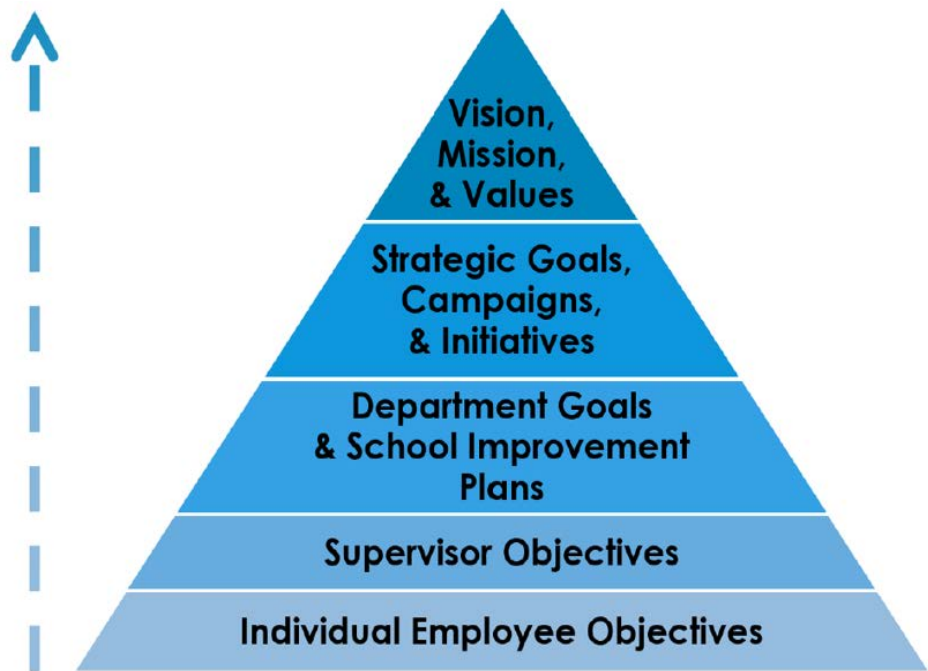 Vision,
Mission,
& Values
Strategic Goals,
Campaigns,
& Initiatives
Department Goals
& School Improvement
Plans
Supervisor Objectives
Individual Employee Objectives